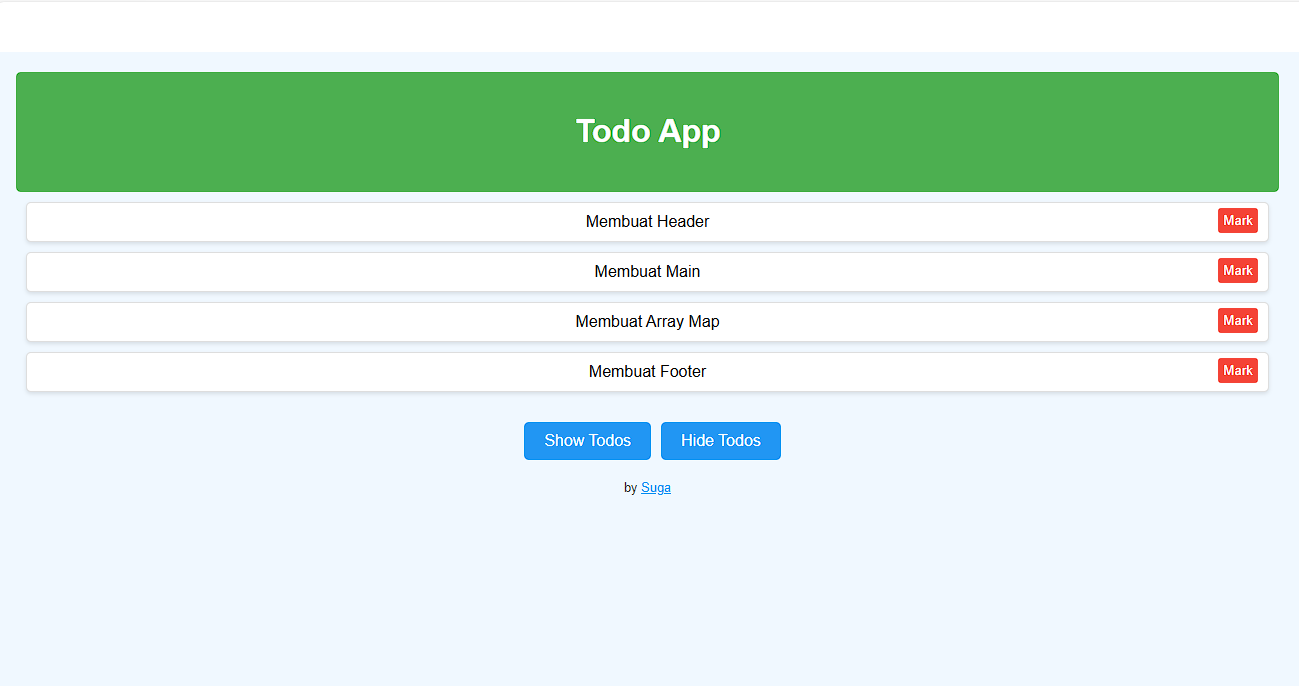 Todo App
Membuat Header
Mark
Membuat Main
Mark
Membuat Array Map
Mark
Membuat Footer
Mark
Show Todos
Hide Todos
by Suga